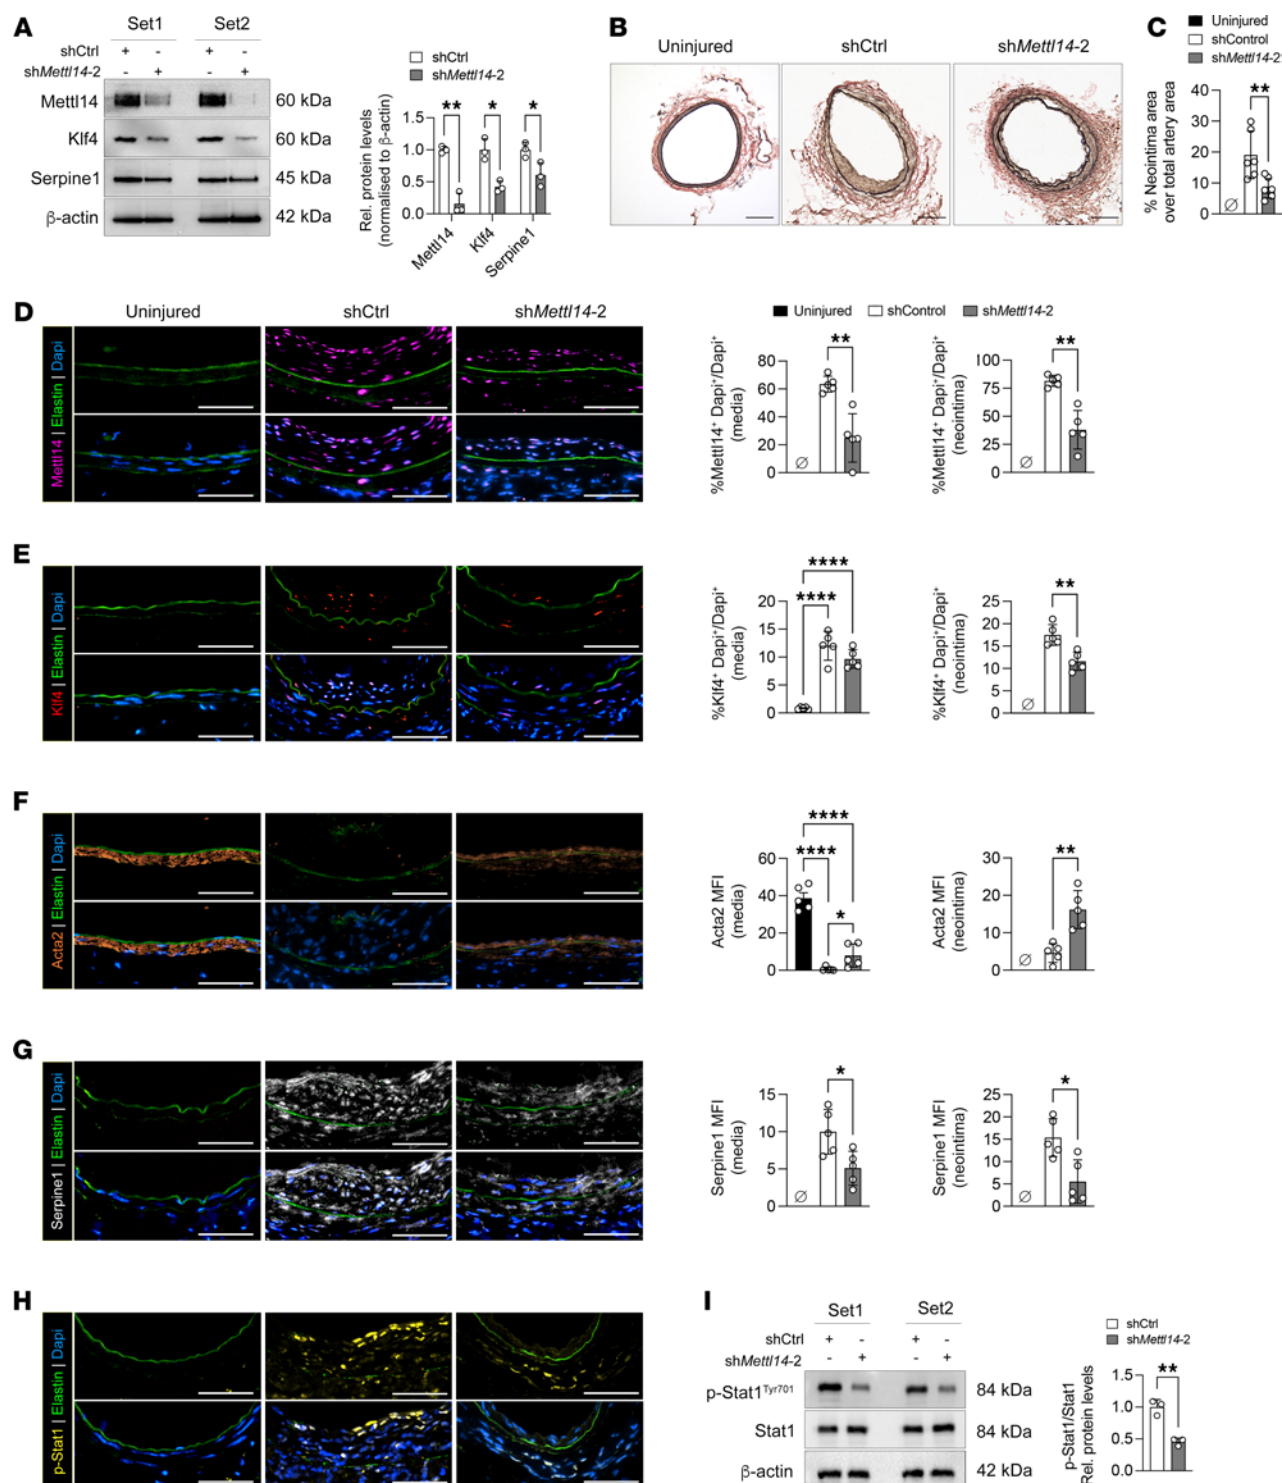 A
Set1 Set2
shCtrl + - + -
shMettl14-2 - + - +
Mettl14 60 kDa
Klf4 60 kDa
Serpine1 45 kDa
β-actin 42 kDa
shCtrl
shMettl14-2
Rel. protein levels
(normalised to β-actin)
1.5
1.0
0.5
0.0
** * *
Mettl14 Klf4 Serpine1
B
Uninjured shCtrl shMettl14-2
C
Uninjured
shControl
shMettl14-2
% Neointima area
over total artery area
40
30
20
10
0
**
∅
D
Uninjured shCtrl shMettl14-2
Mettl14 | Elastin | Dapi
Uninjured shControl shMettl14-2
%Mettl14⁺ Dapi⁺/Dapi⁺
(media)
80
60
40
20
0
**
∅
%Mettl14⁺ Dapi⁺/Dapi⁺
(neointima)
100
75
50
25
0
**
∅
E
Klf4 | Elastin | Dapi
%Klf4⁺ Dapi⁺/Dapi⁺
(media)
20
15
10
5
0
****
****
%Klf4⁺ Dapi⁺/Dapi⁺
(neointima)
25
20
15
10
5
0
**
∅
F
Acta2 | Elastin | Dapi
Acta2 MFI
(media)
60
40
20
0
****
****
*
Acta2 MFI
(neointima)
30
20
10
0
**
∅
G
Serpine1 | Elastin | Dapi
Serpine1 MFI
(media)
15
10
5
0
*
∅
Serpine1 MFI
(neointima)
25
20
15
10
5
0
*
∅
H
p-Stat1 | Elastin | Dapi
I
Set1 Set2
shCtrl + - + -
shMettl14-2 - + - +
p-Stat1ᵀʸʳ⁷⁰¹ 84 kDa
Stat1 84 kDa
β-actin 42 kDa
shCtrl
shMettl14-2
p-Stat1/Stat1
Rel. protein levels
1.5
1.0
0.5
0.0
**